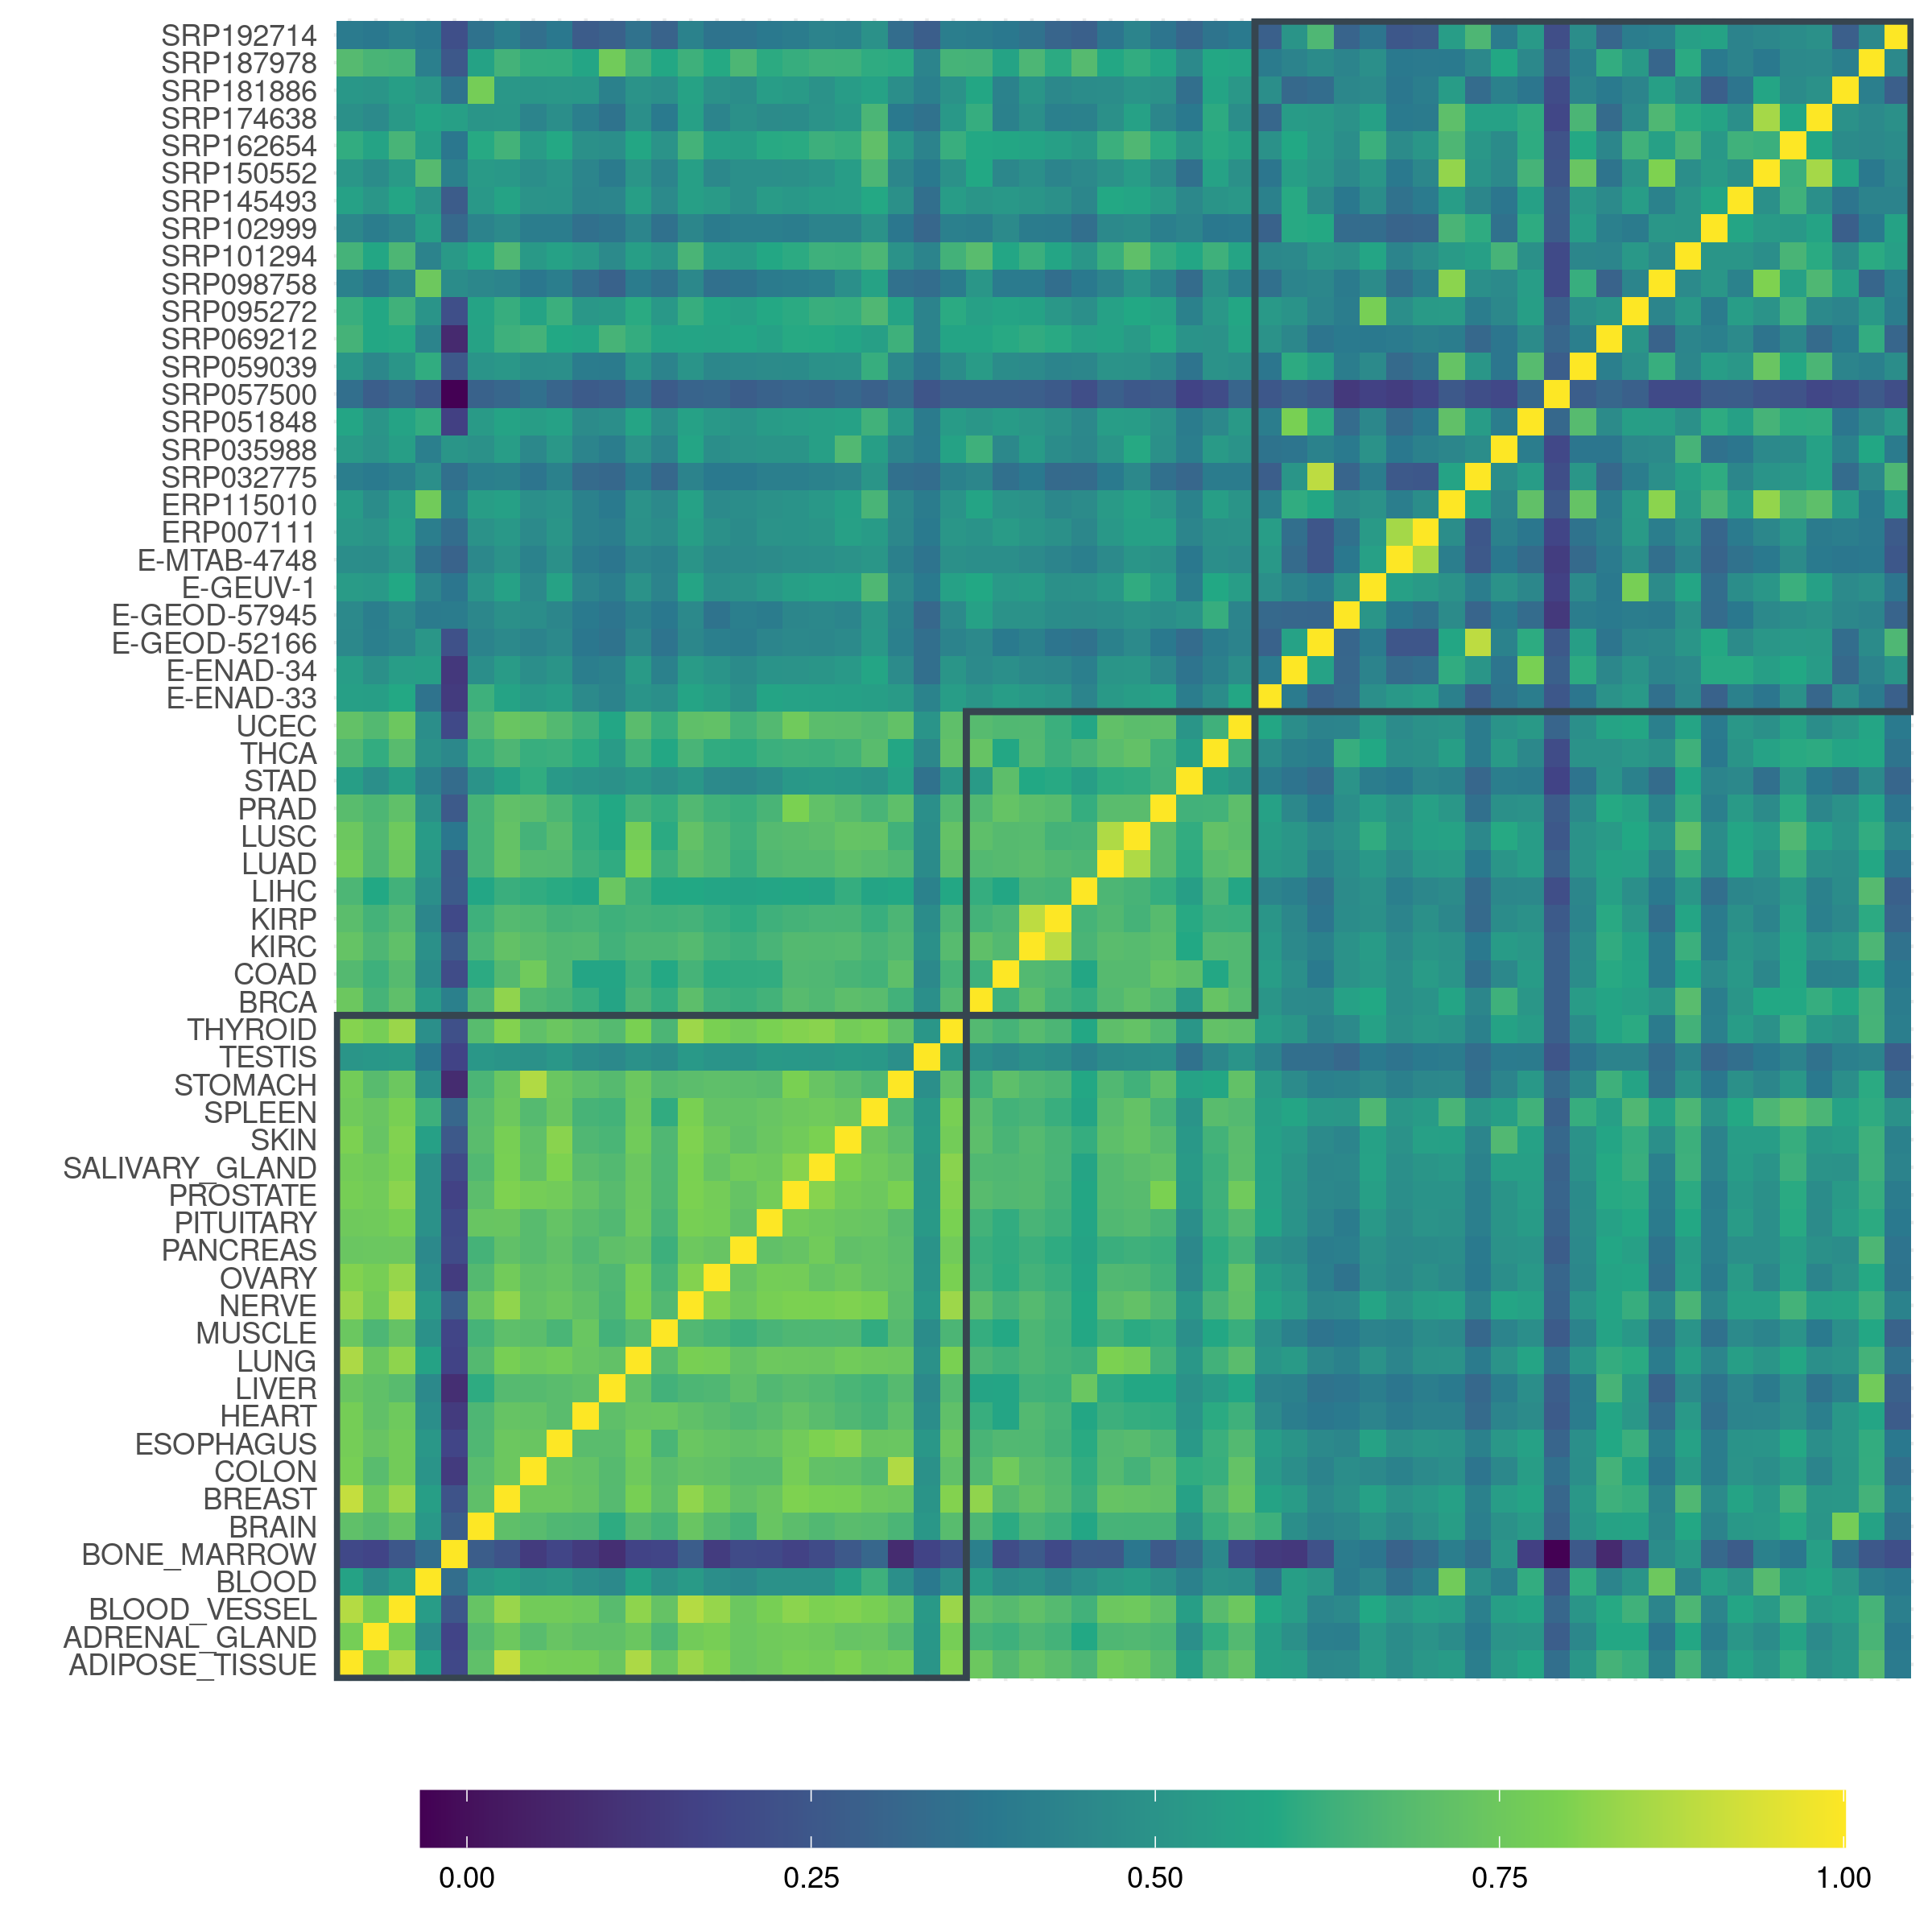 SRP192714
SRP187978
SRP181886
SRP174638
SRP162654
SRP150552
SRP145493
SRP102999
SRP101294
SRP098758
SRP095272
SRP069212
SRP059039
SRP057500
SRP051848
SRP035988
SRP032775
ERP115010
ERP007111
E-MTAB-4748
E-GEUV-1
E-GEOD-57945
E-GEOD-52166
E-ENAD-34
E-ENAD-33
UCEC
THCA
STAD
PRAD
LUSC
LUAD
LIHC
KIRP
KIRC
COAD
BRCA
THYROID
TESTIS
STOMACH
SPLEEN
SKIN
SALIVARY_GLAND
PROSTATE
PITUITARY
PANCREAS
OVARY
NERVE
MUSCLE
LUNG
LIVER
HEART
ESOPHAGUS
COLON
BREAST
BRAIN
BONE_MARROW
BLOOD
BLOOD_VESSEL
ADRENAL_GLAND
ADIPOSE_TISSUE
0.00 0.25 0.50 0.75 1.00